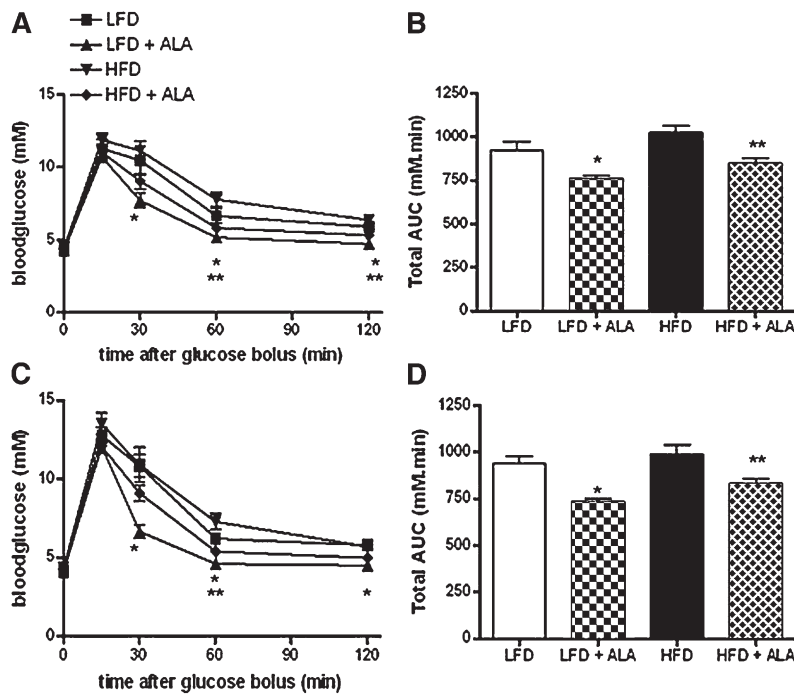 A
LFD
LFD + ALA
HFD
HFD + ALA
15
10
5
0
bloodglucose (mM)
*
*
**
*
**
0 30 60 90 120
time after glucose bolus (min)
B
1250
1000
750
500
250
0
Total AUC (mM.min)
*
**
LFD LFD + ALA HFD HFD + ALA
C
15
10
5
0
bloodglucose (mM)
*
*
**
*
0 30 60 90 120
time after glucose bolus (min)
D
1250
1000
750
500
250
0
Total AUC (mM.min)
*
**
LFD LFD + ALA HFD HFD + ALA